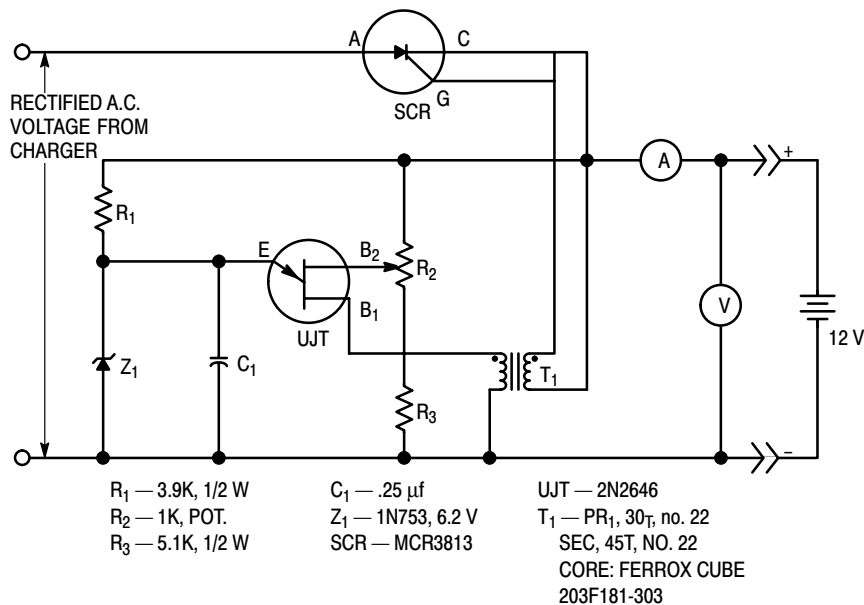 A
C
G
SCR
RECTIFIED A.C.
VOLTAGE FROM
CHARGER
A
+
R1
E
B2
R2
B1
UJT
V
12 V
Z1
C1
T1
R3
–
R1 — 3.9K, 1/2 W
R2 — 1K, POT.
R3 — 5.1K, 1/2 W
C1 — .25 μf
Z1 — 1N753, 6.2 V
SCR — MCR3813
UJT — 2N2646
T1 — PR1, 30T, no. 22
SEC, 45T, NO. 22
CORE: FERROX CUBE
203F181-303